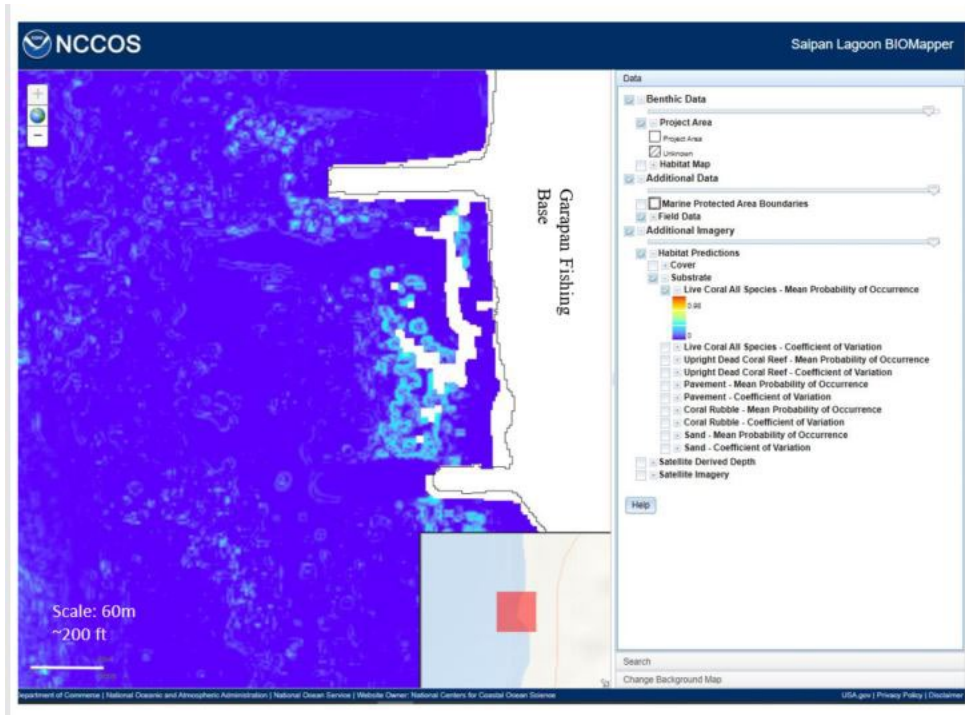 NCCOS
Saipan Lagoon BIOMapper
Garapan Fishing
Base
Scale: 60m
~200 ft
Data
Benthic Data
Project Area
Project Area
Unknown
Habitat Map
Additional Data
Marine Protected Area Boundaries
Field Data
Additional Imagery
Habitat Predictions
Cover
Substrate
Live Coral All Species - Mean Probability of Occurrence
0.98
0
Live Coral All Species - Coefficient of Variation
Upright Dead Coral Reef - Mean Probability of Occurrence
Upright Dead Coral Reef - Coefficient of Variation
Pavement - Mean Probability of Occurrence
Pavement - Coefficient of Variation
Coral Rubble - Mean Probability of Occurrence
Coral Rubble - Coefficient of Variation
Sand - Mean Probability of Occurrence
Sand - Coefficient of Variation
Satellite Derived Depth
Satellite Imagery
Help
Search
Change Background Map
Department of Commerce | National Oceanic and Atmospheric Administration | National Ocean Service | Website Owner: National Centers for Coastal Ocean Science
USA.gov | Privacy Policy | Disclaimer